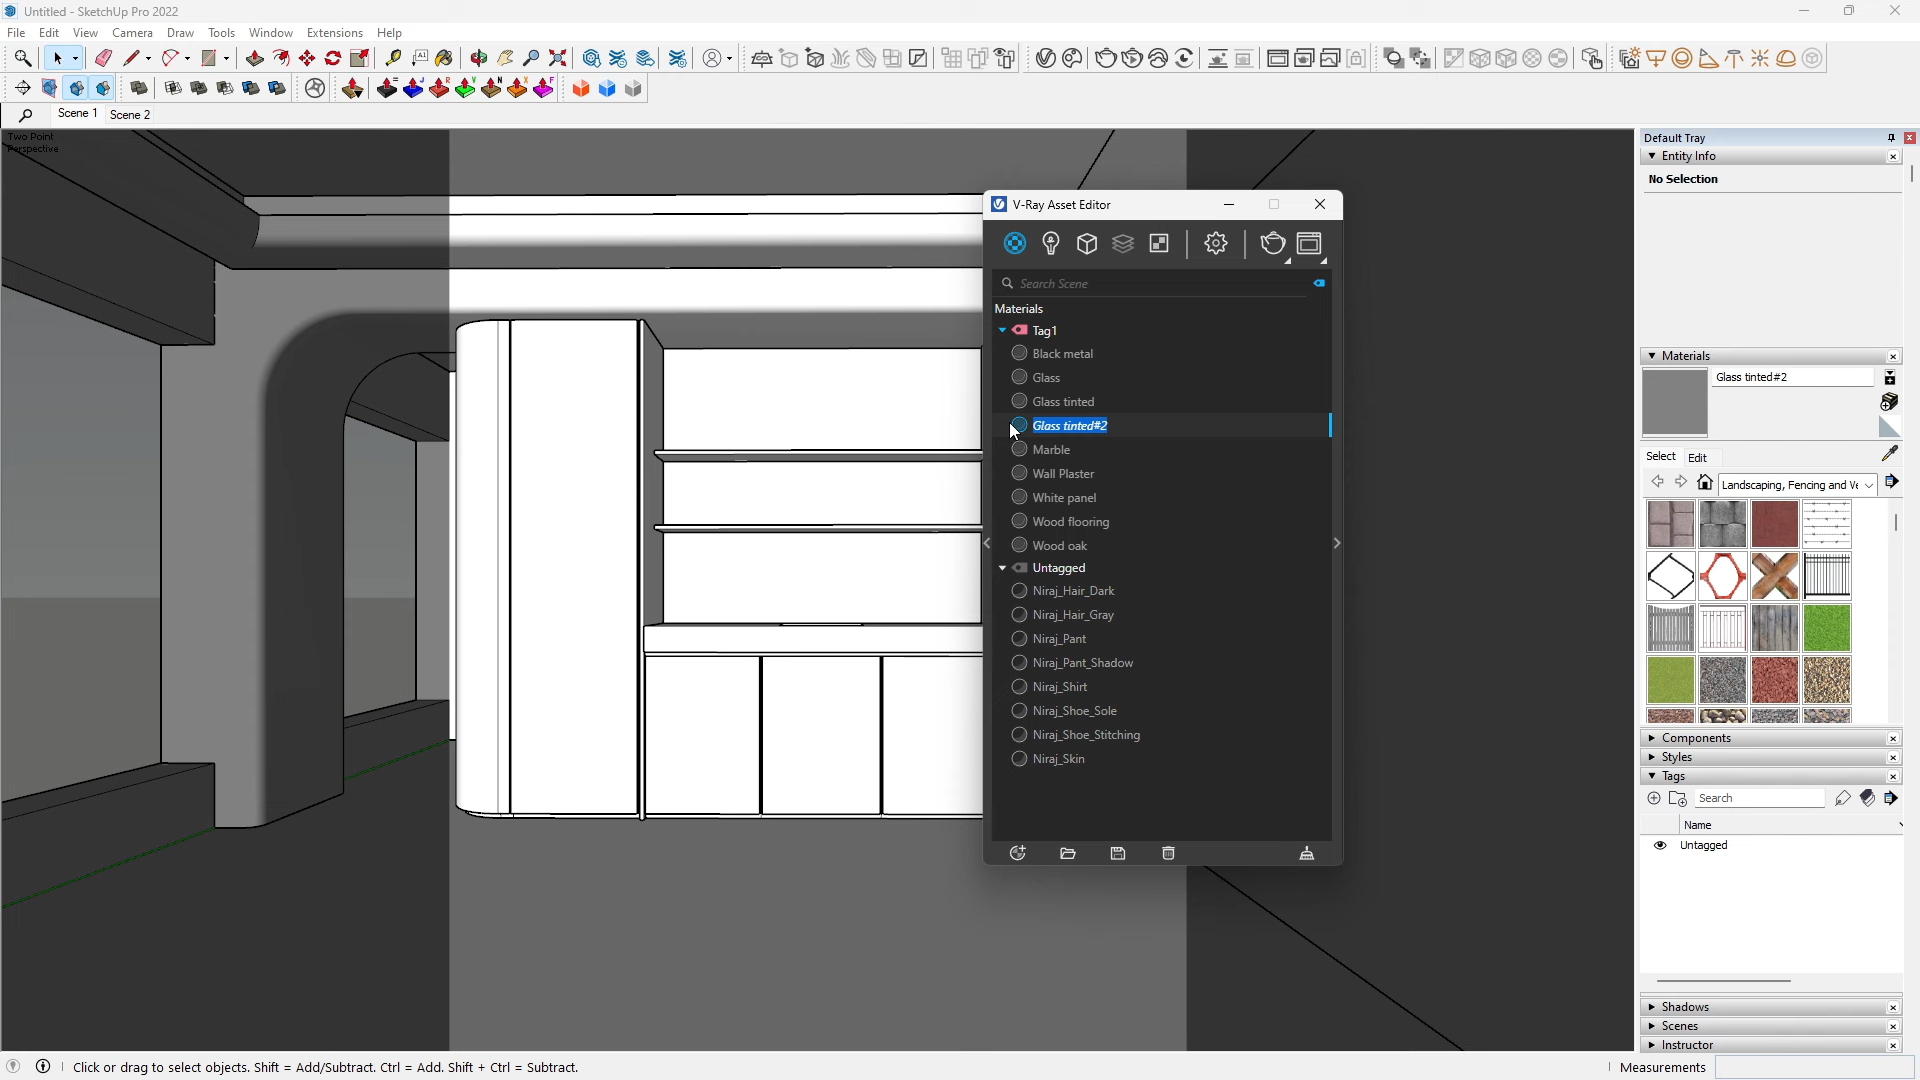 Untitled - SketchUp Pro 2022
File Edit View Camera Draw Tools Window Extensions Help
Scene 1 Scene 2
Two Point
Perspective
V-Ray Asset Editor
Search Scene
Materials
Tag1
Black metal
Glass
Glass tinted
Glass tinted#2
Marble
Wall Plaster
White panel
Wood flooring
Wood oak
Untagged
Niraj_Hair_Dark
Niraj_Hair_Gray
Niraj_Pant
Niraj_Pant_Shadow
Niraj_Shirt
Niraj_Shoe_Sole
Niraj_Shoe_Stitching
Niraj_Skin
Default Tray
Entity Info
No Selection
Materials
Glass tinted#2
Select Edit
Landscaping, Fencing and Ve
Components
Styles
Tags
Search
Name
Untagged
Shadows
Scenes
Instructor
Click or drag to select objects. Shift = Add/Subtract. Ctrl = Add. Shift + Ctrl = Subtract.
Measurements